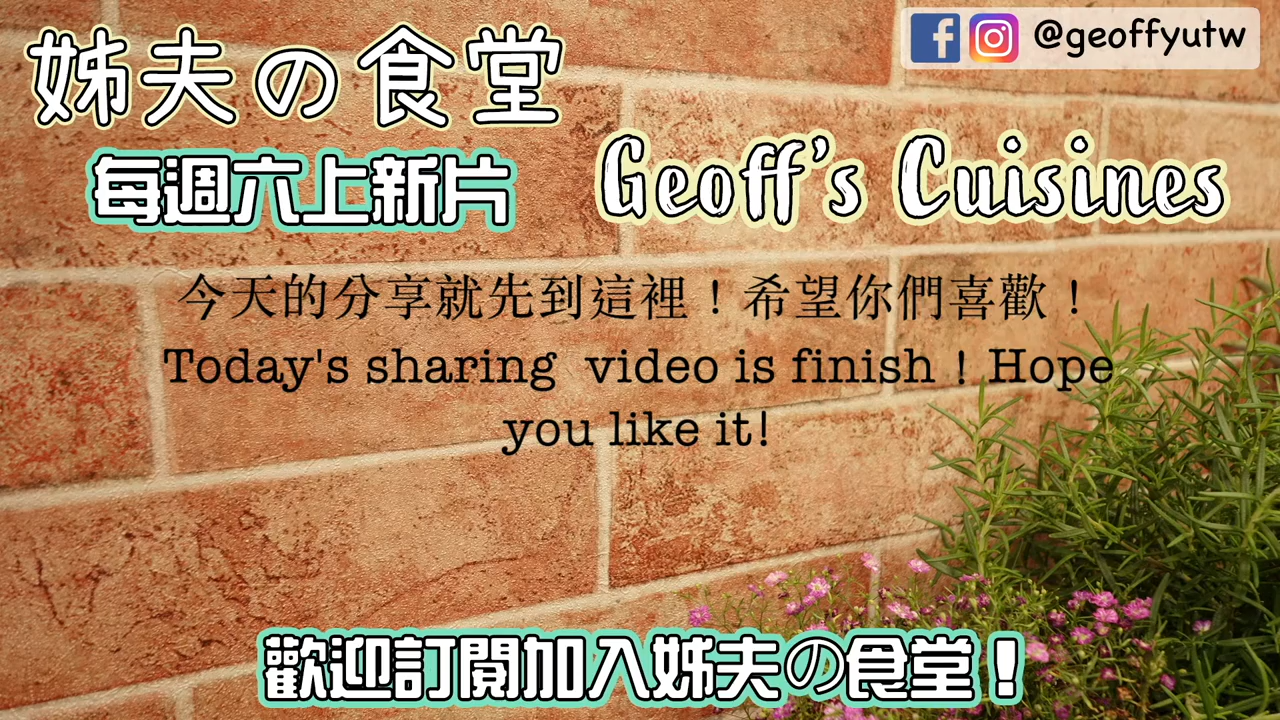 姊夫の食堂
@geoffyutw
每週六上新片
Geoff's Cuisines
今天的分享就先到這裡！希望你們喜歡！
Today's sharing  video is finish！Hope
you like it!
歡迎訂閱加入姊夫の食堂！